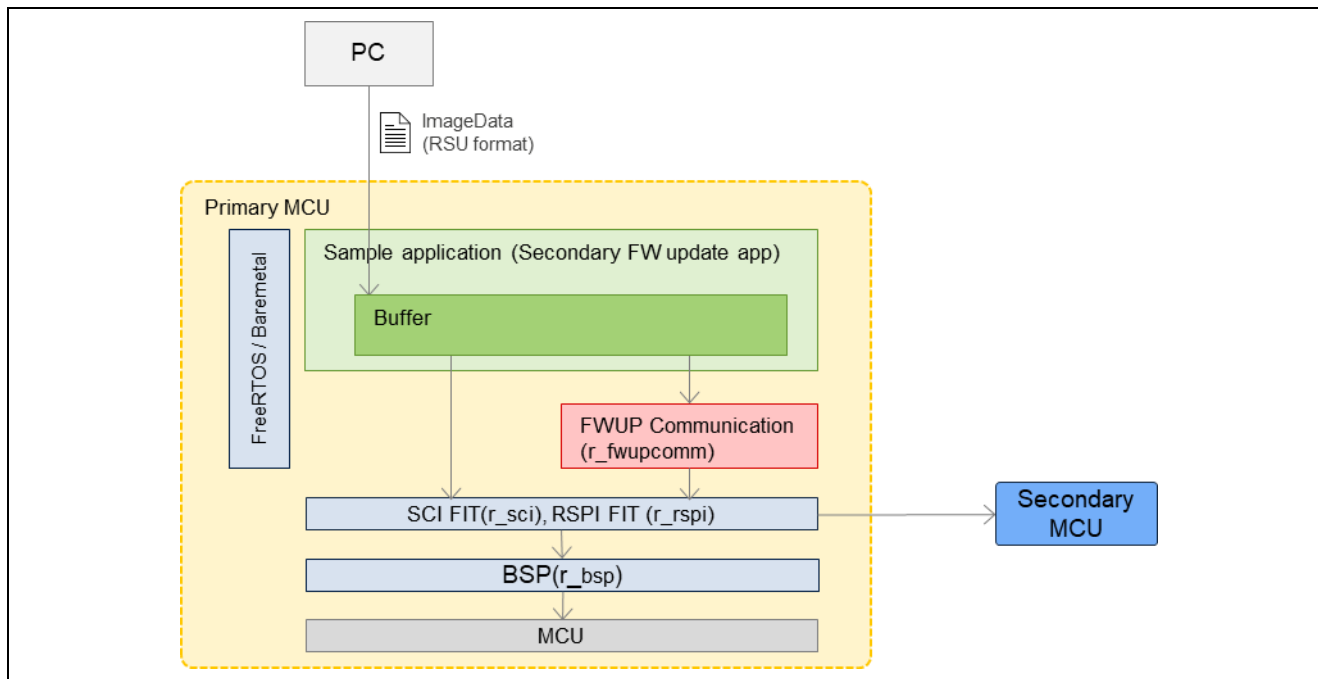 PC
ImageData
(RSU format)
Primary MCU
FreeRTOS / Baremetal
Sample application (Secondary FW update app)
Buffer
FWUP Communication
(r_fwupcomm)
SCI FIT(r_sci), RSPI FIT (r_rspi)
Secondary
MCU
BSP(r_bsp)
MCU